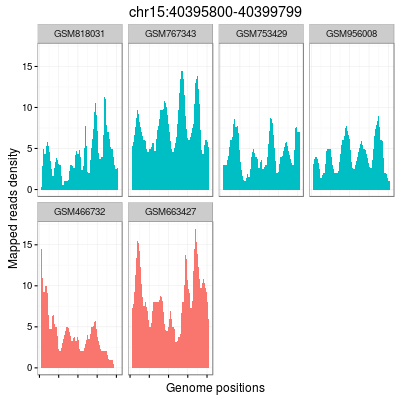 chr15:40395800-40399799
GSM818031 GSM767343 GSM753429 GSM956008
15
10
5
0
GSM466732 GSM663427
15
10
5
0
Mapped reads density
Genome positions